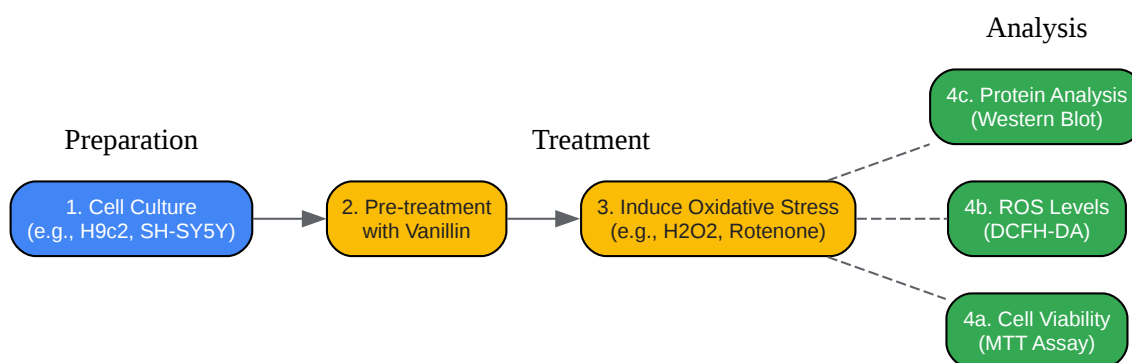 Analysis
4c. Protein Analysis
(Western Blot)
Preparation
Treatment
1. Cell Culture
(e.g., H9c2, SH-SY5Y)
2. Pre-treatment
with Vanillin
3. Induce Oxidative Stress
(e.g., H2O2, Rotenone)
4b. ROS Levels
(DCFH-DA)
4a. Cell Viability
(MTT Assay)